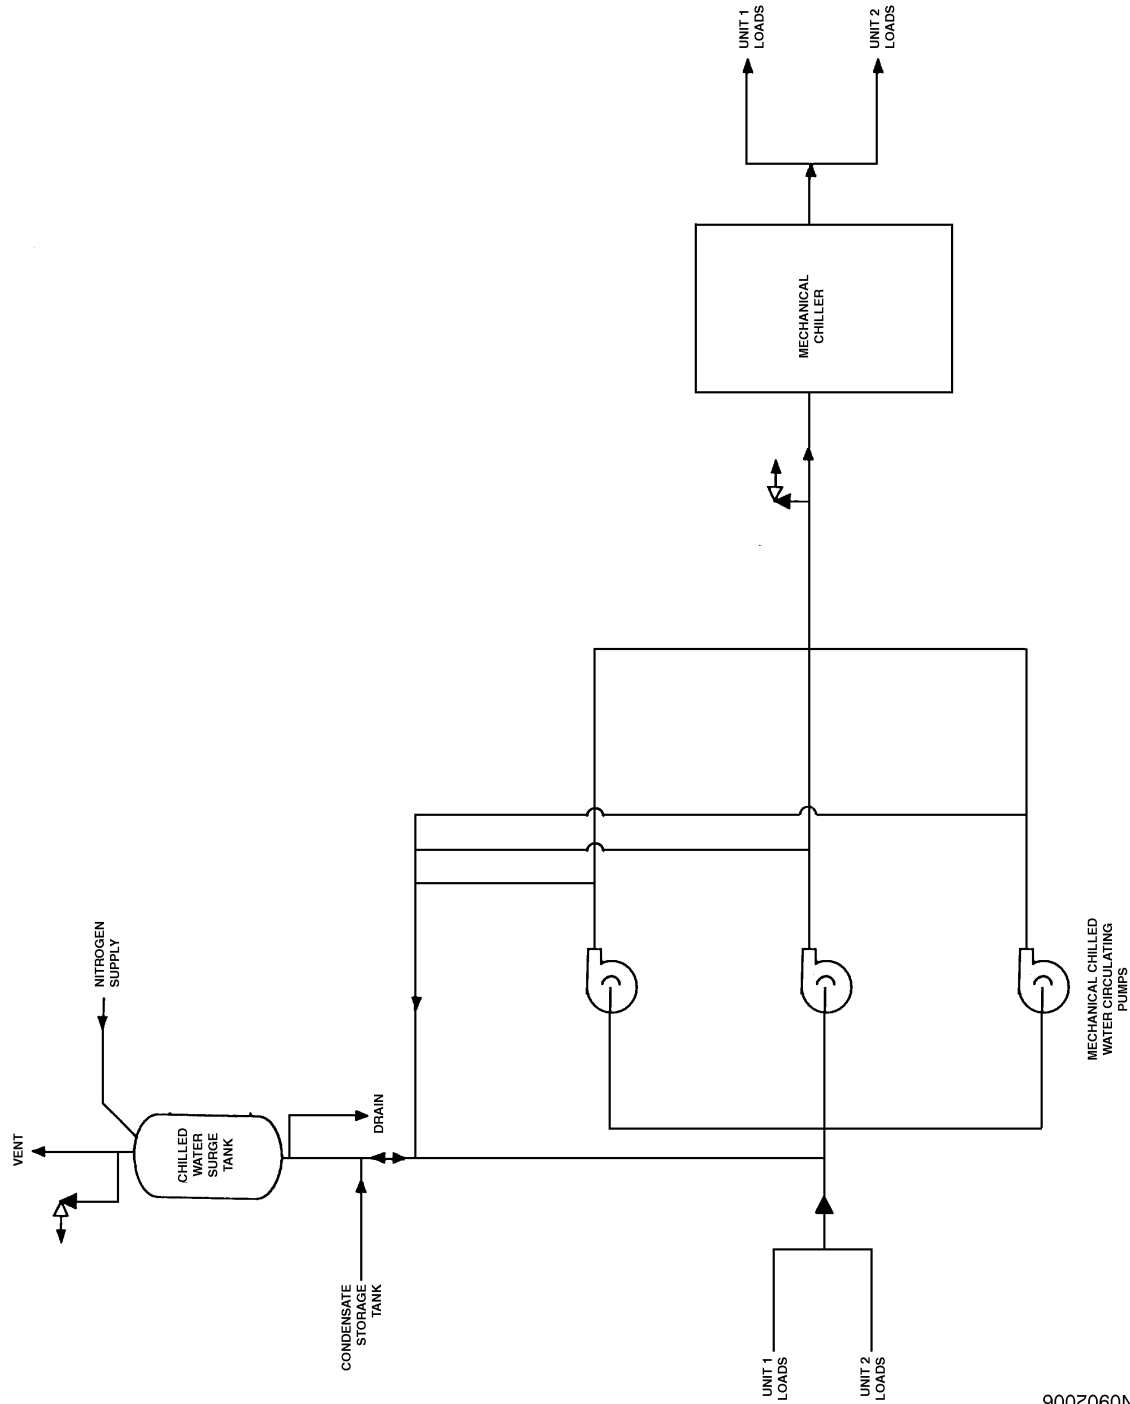 UNIT 1
LOADS
UNIT 2
LOADS
MECHANICAL
CHILLER
NITROGEN
SUPPLY
VENT
CHILLED
WATER
SURGE
TANK
DRAIN
CONDENSATE
STORAGE
TANK
MECHANICAL CHILLED
WATER CIRCULATING
PUMPS
UNIT 1
LOADS
UNIT 2
LOADS
N0902006